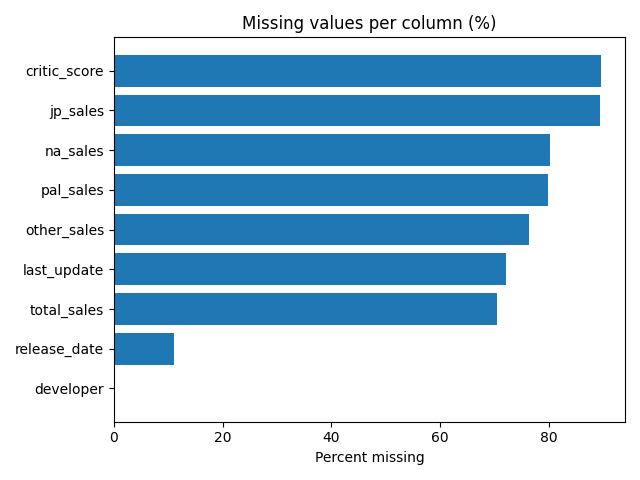 Missing values per column (%)
critic_score
jp_sales
na_sales
pal_sales
other_sales
last_update
total_sales
release_date
developer
0 20 40 60 80
Percent missing